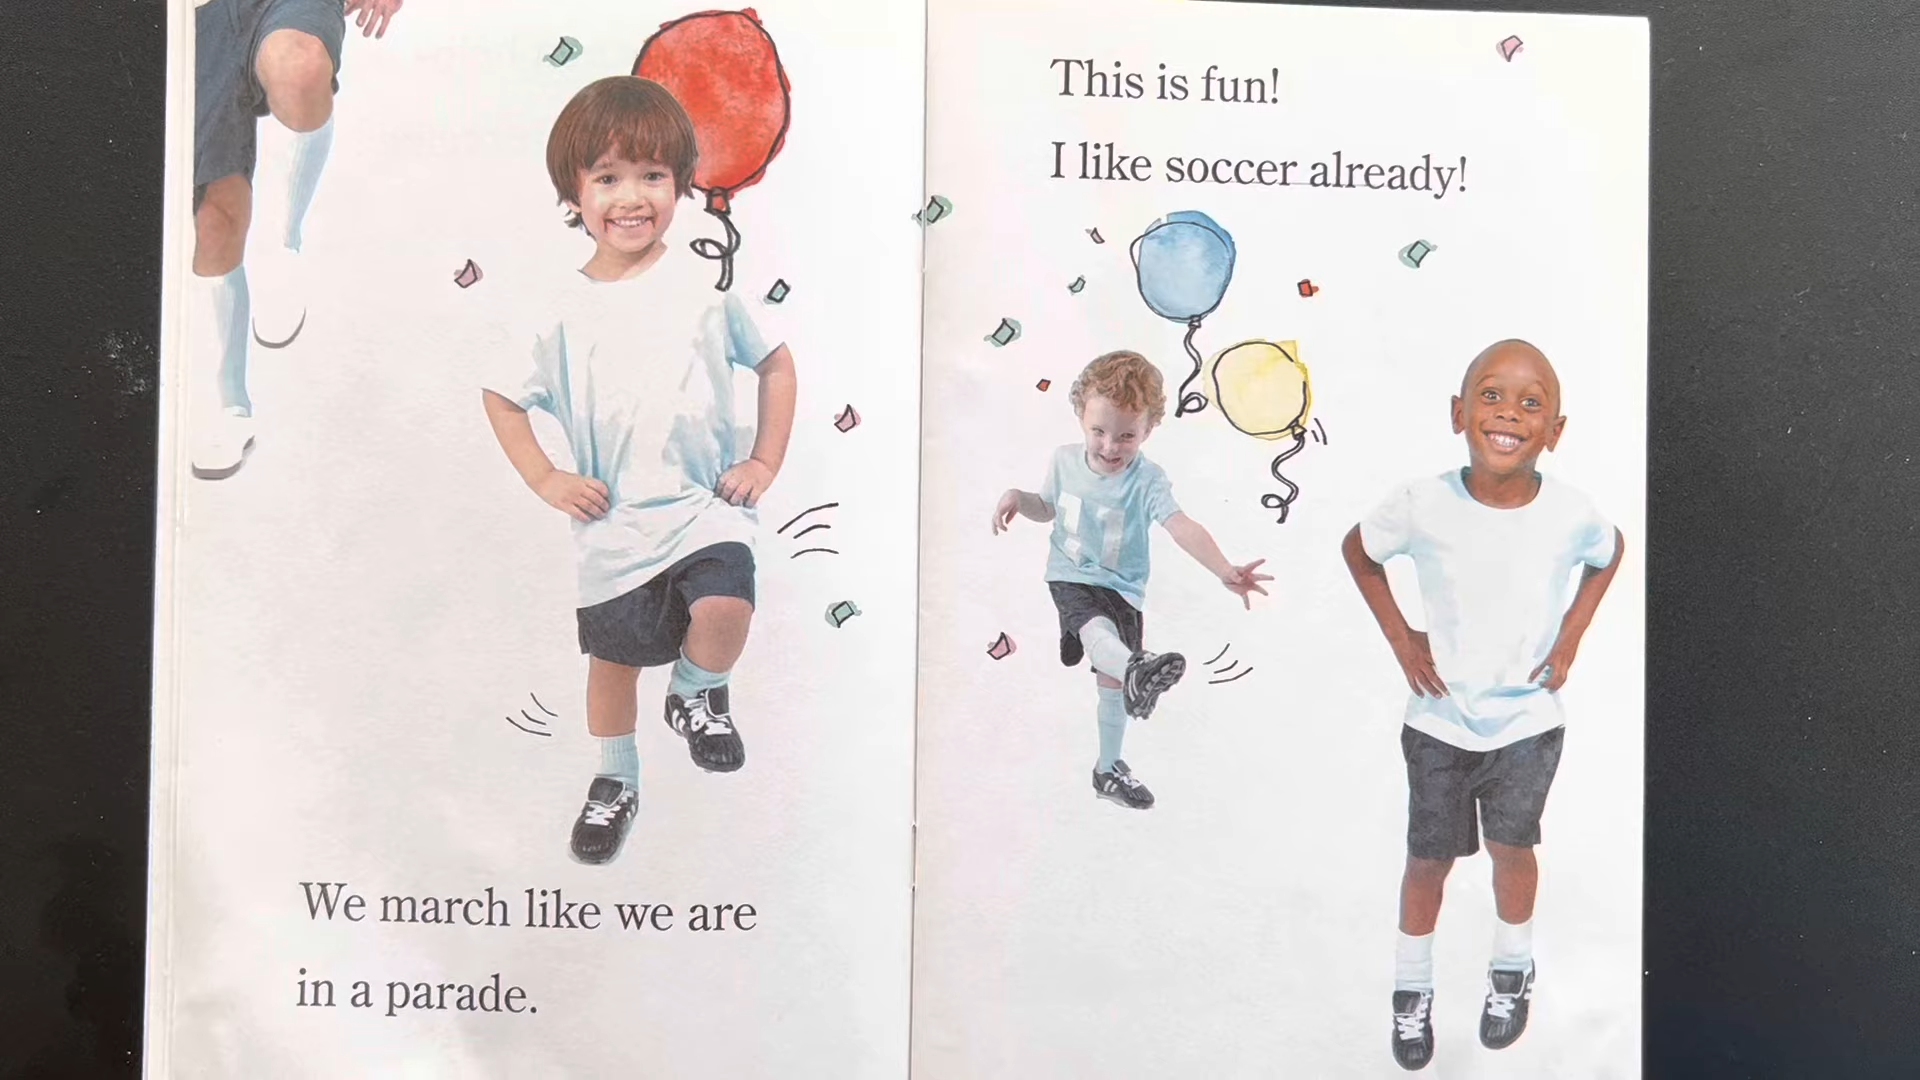 We march like we are
in a parade.
This is fun!
I like soccer already!